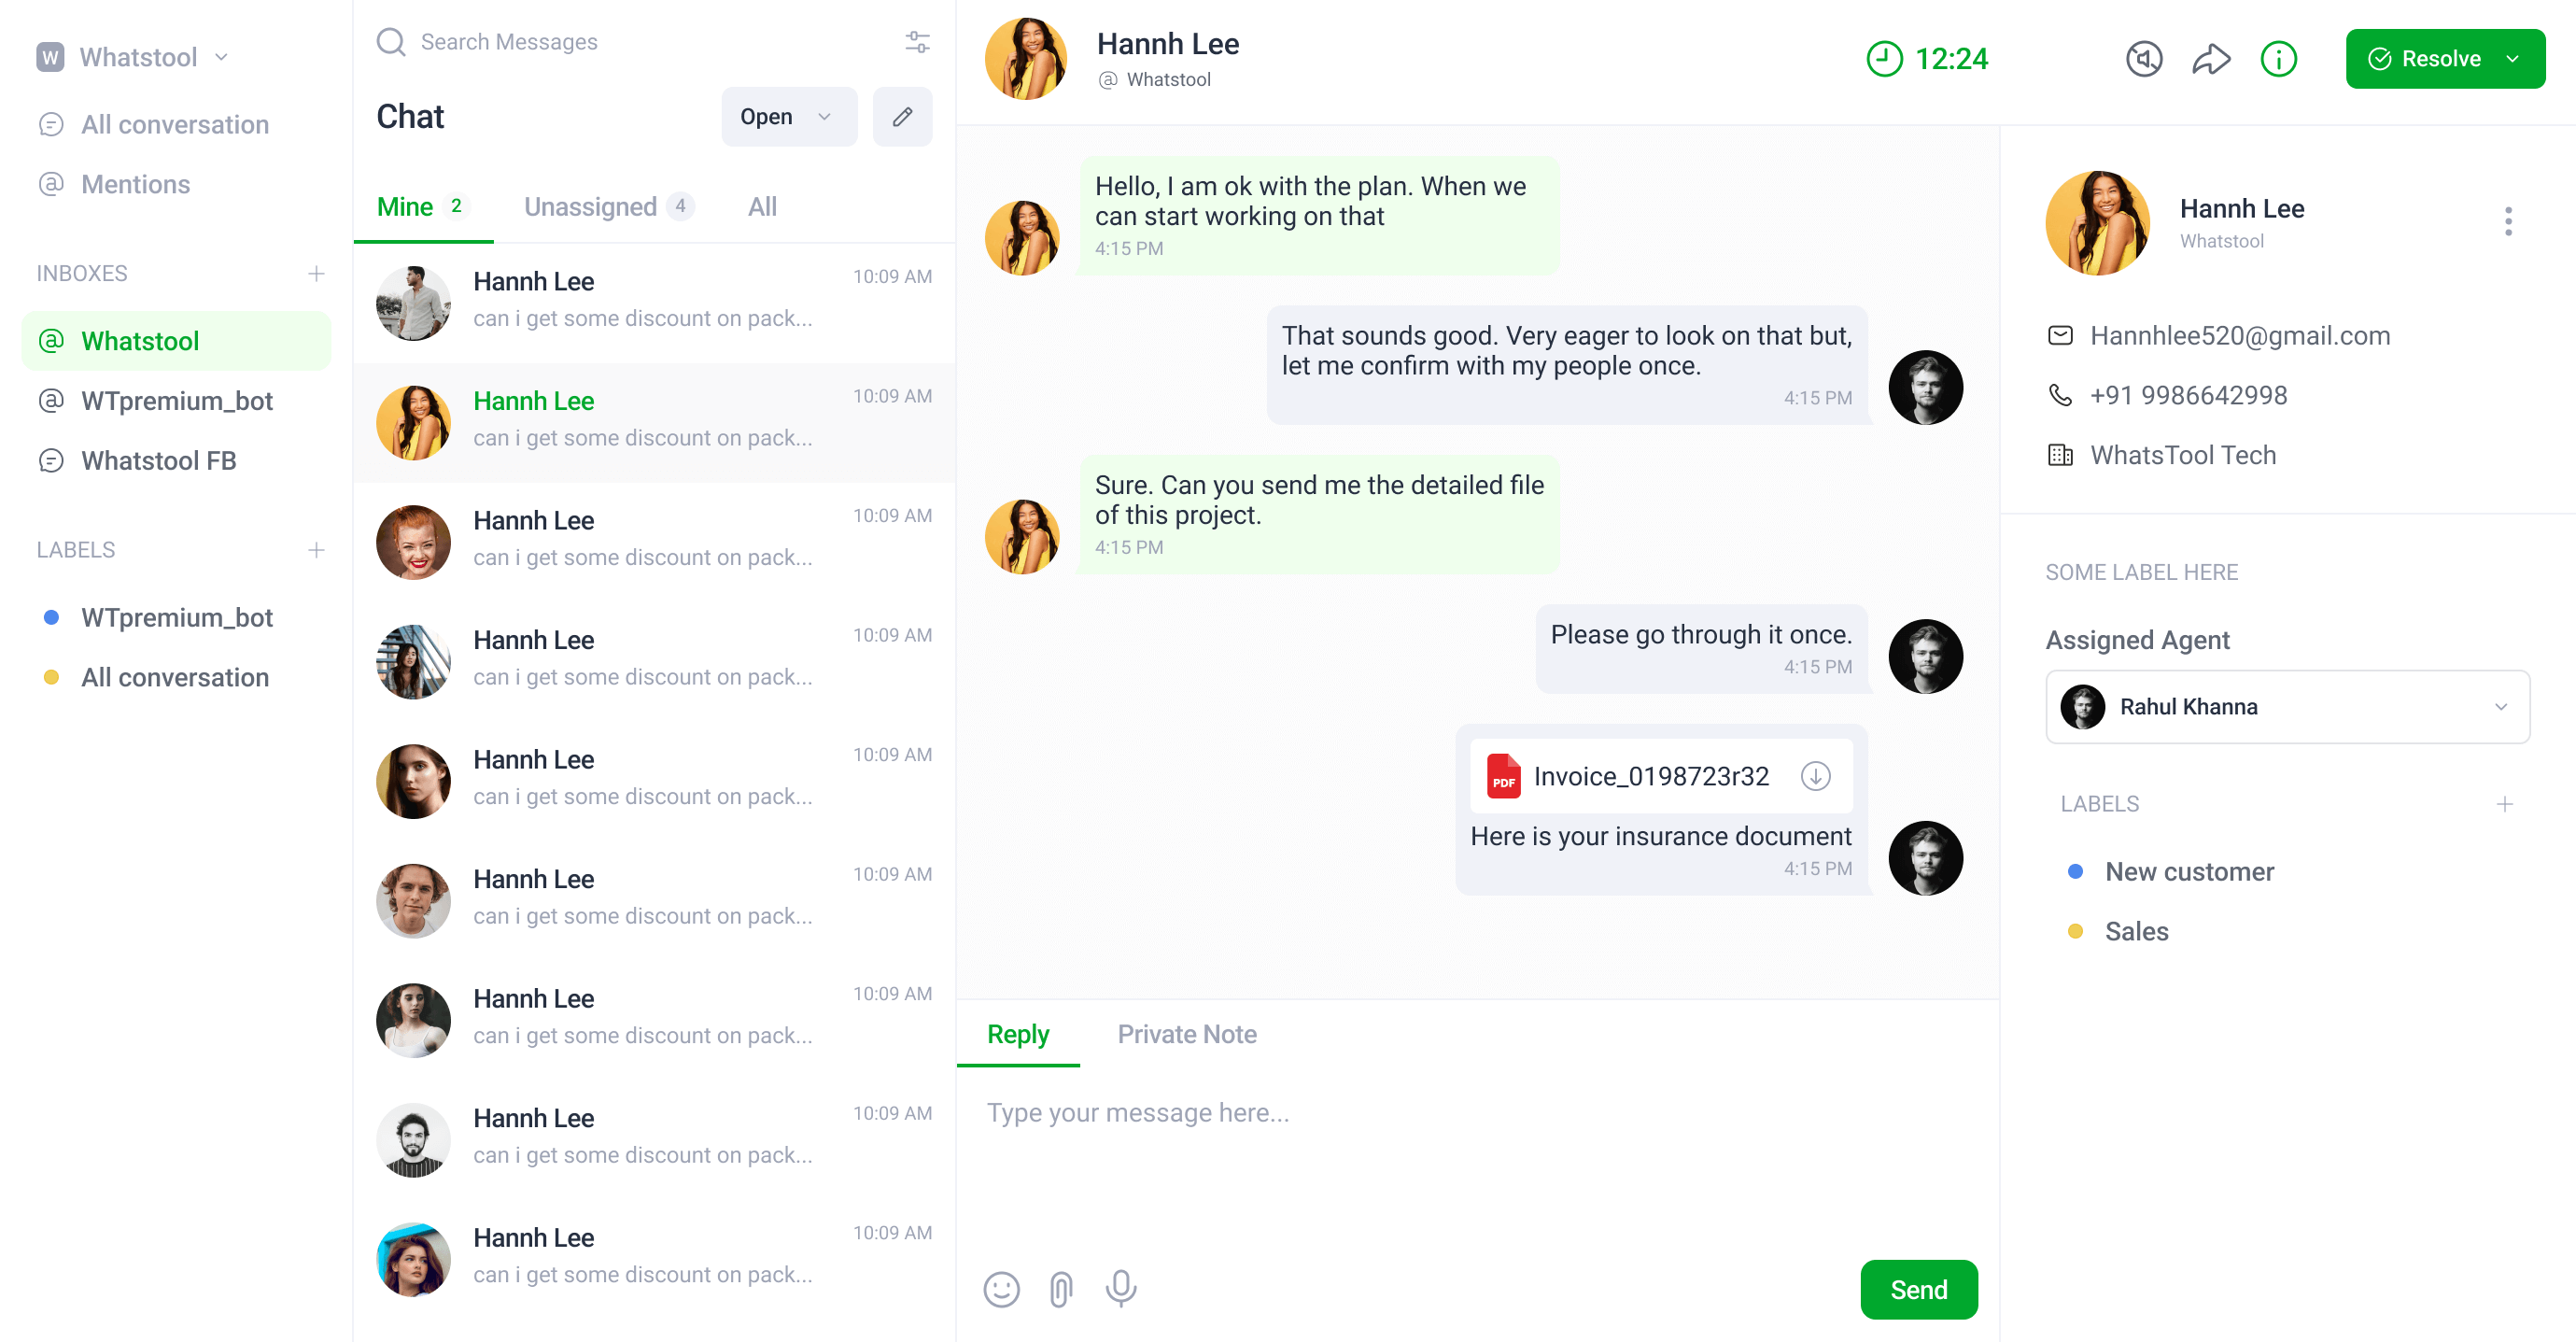 W Whatstool
All conversation
Mentions
INBOXES
Whatstool
WTpremium_bot
Whatstool FB
LABELS
WTpremium_bot
All conversation
Search Messages
Chat
Open
Mine 2
Unassigned 4
All
Hannh Lee
10:09 AM
can i get some discount on pack...
Hannh Lee
10:09 AM
can i get some discount on pack...
Hannh Lee
10:09 AM
can i get some discount on pack...
Hannh Lee
10:09 AM
can i get some discount on pack...
Hannh Lee
10:09 AM
can i get some discount on pack...
Hannh Lee
10:09 AM
can i get some discount on pack...
Hannh Lee
10:09 AM
can i get some discount on pack...
Hannh Lee
10:09 AM
can i get some discount on pack...
Hannh Lee
10:09 AM
can i get some discount on pack...
Hannh Lee
@ Whatstool
12:24
Resolve
Hello, I am ok with the plan. When we
can start working on that
4:15 PM
That sounds good. Very eager to look on that but,
let me confirm with my people once.
4:15 PM
Sure. Can you send me the detailed file
of this project.
4:15 PM
Please go through it once.
4:15 PM
PDF Invoice_0198723r32
Here is your insurance document
4:15 PM
Reply
Private Note
Type your message here...
Send
Hannh Lee
Whatstool
Hannhlee520@gmail.com
+91 9986642998
WhatsTool Tech
SOME LABEL HERE
Assigned Agent
Rahul Khanna
LABELS
New customer
Sales